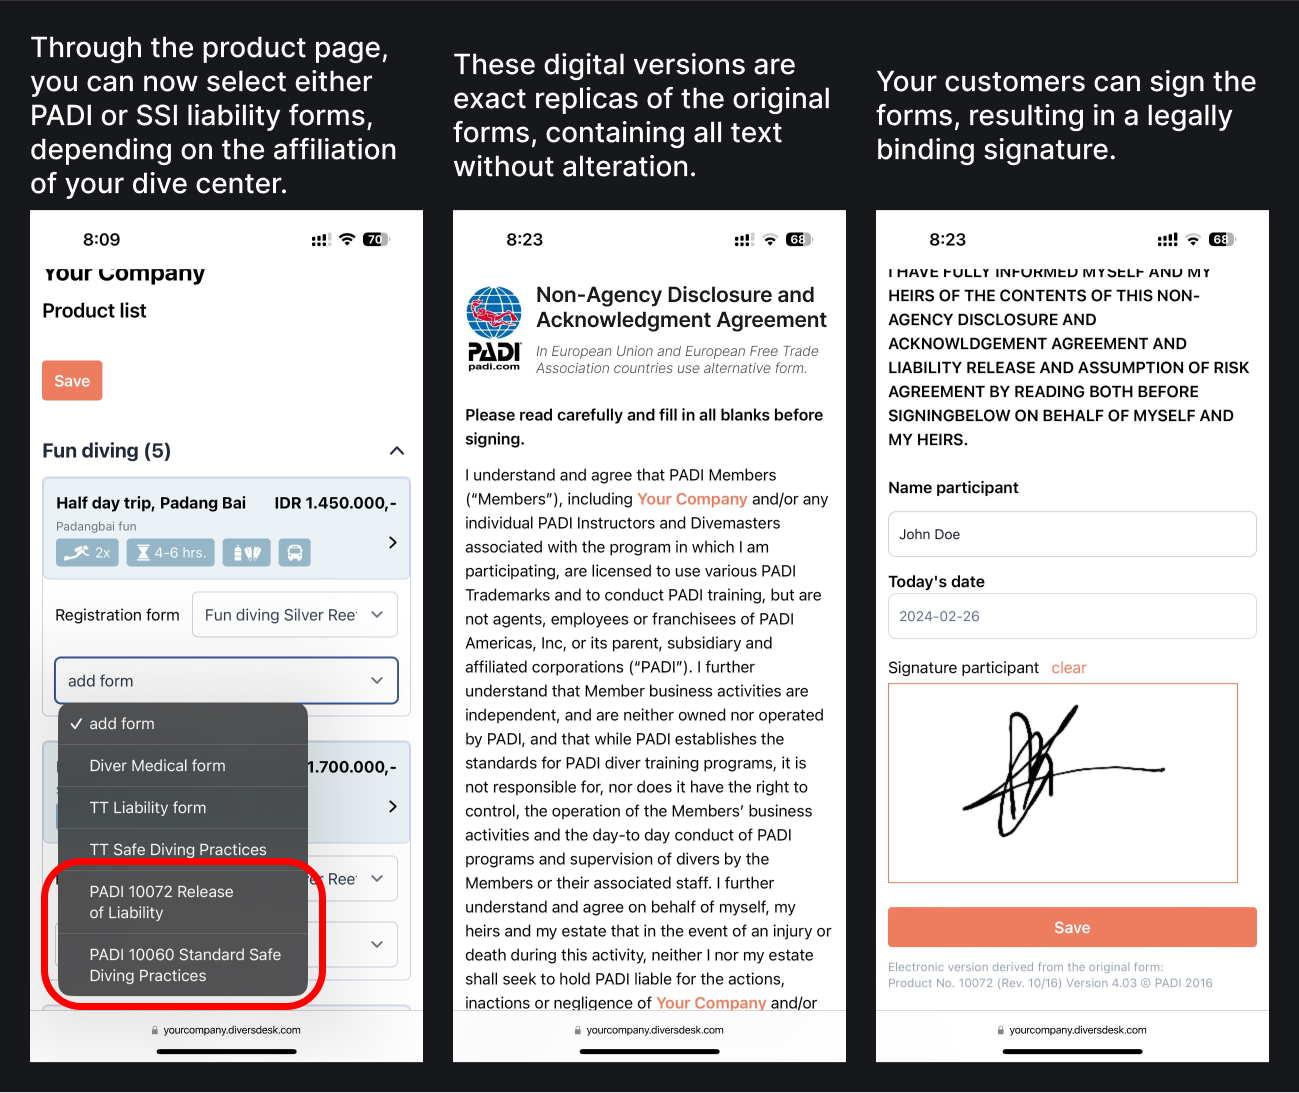 Through the product page,
you can now select either
PADI or SSI liability forms,
depending on the affiliation
of your dive center.
8:09
70
Your Company
Product list
Save
Fun diving (5)
Half day trip, Padang Bai IDR 1.450.000,-
Padangbai fun
2x 4-6 hrs.
Registration form Fun diving Silver Ree
add form
add form
Diver Medical form
1.700.000,-
TT Liability form
TT Safe Diving Practices
PADI 10072 Release
of Liability
Ree
PADI 10060 Standard Safe
Diving Practices
yourcompany.diversdesk.com
These digital versions are
exact replicas of the original
forms, containing all text
without alteration.
8:23
68
Non-Agency Disclosure and
Acknowledgment Agreement
PADI
padi.com
In European Union and European Free Trade
Association countries use alternative form.
Please read carefully and fill in all blanks before
signing.
I understand and agree that PADI Members
(“Members”), including Your Company and/or any
individual PADI Instructors and Divemasters
associated with the program in which I am
participating, are licensed to use various PADI
Trademarks and to conduct PADI training, but are
not agents, employees or franchisees of PADI
Americas, Inc, or its parent, subsidiary and
affiliated corporations (“PADI”). I further
understand that Member business activities are
independent, and are neither owned nor operated
by PADI, and that while PADI establishes the
standards for PADI diver training programs, it is
not responsible for, nor does it have the right to
control, the operation of the Members’ business
activities and the day-to day conduct of PADI
programs and supervision of divers by the
Members or their associated staff. I further
understand and agree on behalf of myself, my
heirs and my estate that in the event of an injury or
death during this activity, neither I nor my estate
shall seek to hold PADI liable for the actions,
inactions or negligence of Your Company and/or
yourcompany.diversdesk.com
Your customers can sign the
forms, resulting in a legally
binding signature.
8:23
68
I HAVE FULLY INFORMED MYSELF AND MY
HEIRS OF THE CONTENTS OF THIS NON-
AGENCY DISCLOSURE AND
ACKNOWLDGEMENT AGREEMENT AND
LIABILITY RELEASE AND ASSUMPTION OF RISK
AGREEMENT BY READING BOTH BEFORE
SIGNINGBELOW ON BEHALF OF MYSELF AND
MY HEIRS.
Name participant
John Doe
Today's date
2024-02-26
Signature participant clear
Save
Electronic version derived from the original form:
Product No. 10072 (Rev. 10/16) Version 4.03 © PADI 2016
yourcompany.diversdesk.com